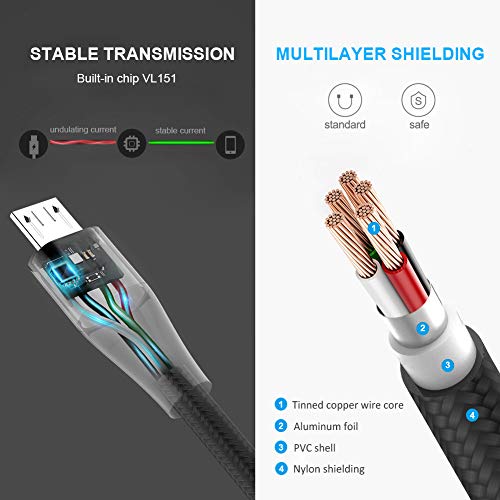 STABLE TRANSMISSION
Built-in chip VL151
undulating current
stable current
MULTILAYER SHIELDING
S
standard
safe
1
2
3
4
1 Tinned copper wire core
2 Aluminum foil
3 PVC shell
4 Nylon shielding